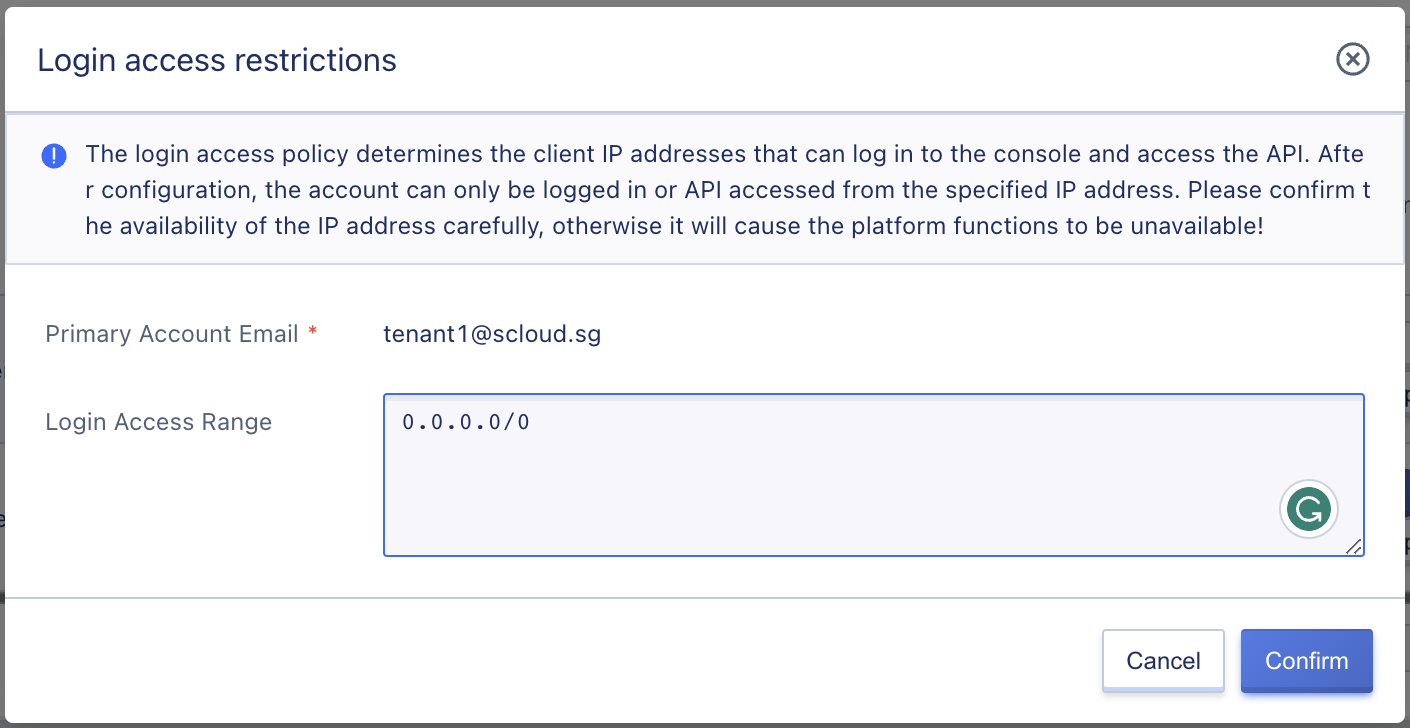 Login access restrictions
The login access policy determines the client IP addresses that can log in to the console and access the API. Afte
r configuration, the account can only be logged in or API accessed from the specified IP address. Please confirm t
he availability of the IP address carefully, otherwise it will cause the platform functions to be unavailable!
Primary Account Email * tenant1@scloud.sg
Login Access Range 0.0.0.0/0
Cancel Confirm